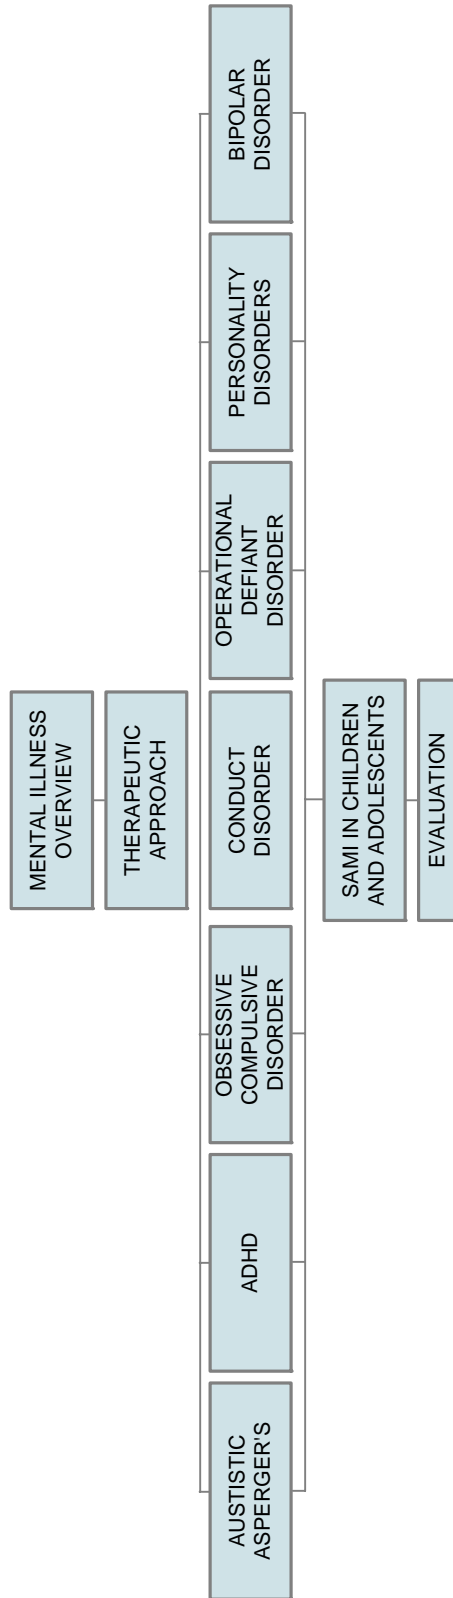 MENTAL ILLNESS
OVERVIEW
THERAPEUTIC
APPROACH
AUSTISTIC
ASPERGER'S
ADHD
OBSESSIVE
COMPULSIVE
DISORDER
CONDUCT
DISORDER
OPERATIONAL
DEFIANT
DISORDER
PERSONALITY
DISORDERS
BIPOLAR
DISORDER
SAMI IN CHILDREN
AND ADOLESCENTS
EVALUATION